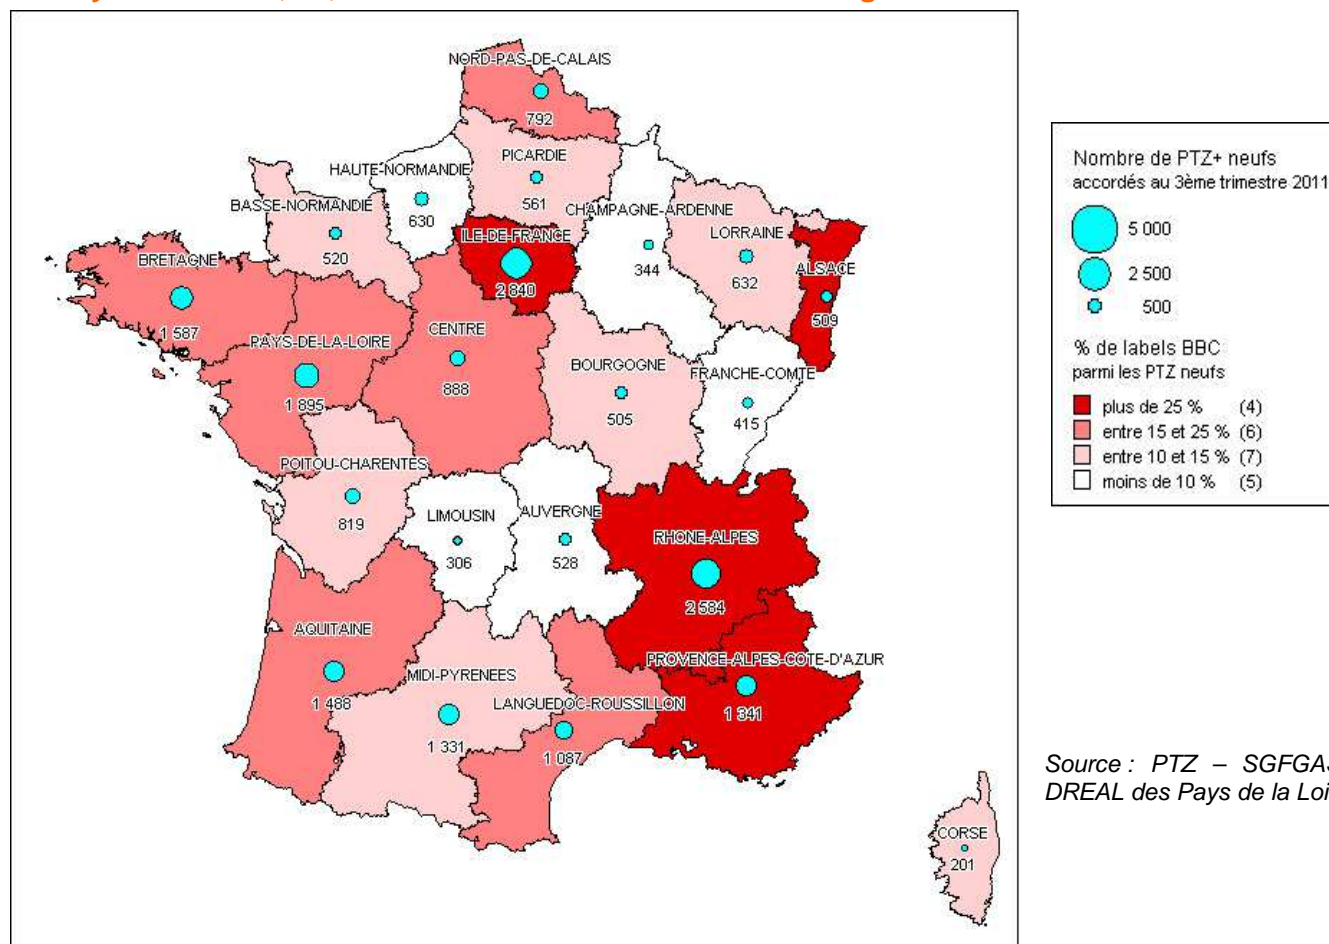 NORD-PAS-DE-CALAIS
792
PICARDIE
561
HAUTE-NORMANDIE
630
BASSE-NORMANDIE
520
CHAMPAGNE-ARDENNE
344
LORRAINE
632
ILE-DE-FRANCE
2 840
ALSACE
509
BRETAGNE
1 587
PAYS-DE-LA-LOIRE
1 895
CENTRE
888
BOURGOGNE
505
FRANCHE-COMTE
415
POITOU-CHARENTES
819
LIMOUSIN
306
AUVERGNE
528
RHONE-ALPES
2 584
AQUITAINE
1 488
MIDI-PYRENEES
1 331
LANGUEDOC-ROUSSILLON
1 087
PROVENCE-ALPES-COTE-D'AZUR
1 341
CORSE
201
Nombre de PTZ+ neufs
accordés au 3ème trimestre 2011
5 000
2 500
500
% de labels BBC
parmi les PTZ neufs
plus de 25 % (4)
entre 15 et 25 % (6)
entre 10 et 15 % (7)
moins de 10 % (5)
Source : PTZ – SGFGAS
DREAL des Pays de la Loi